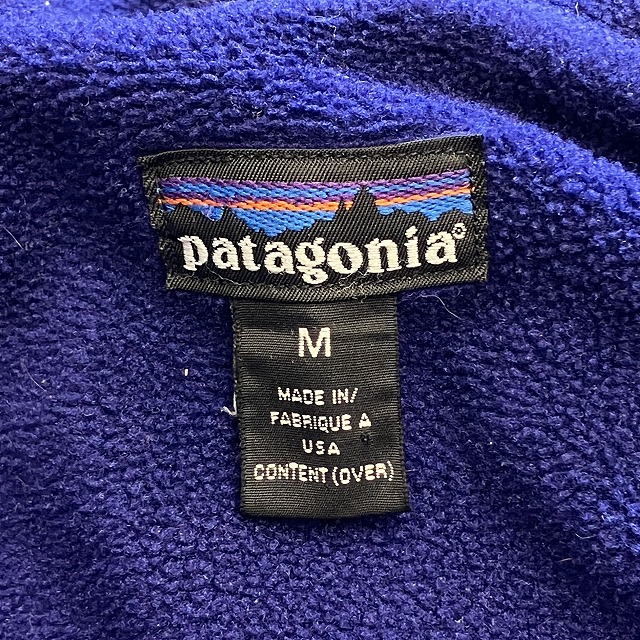 patagonia®
M
MADE IN/
FABRIQUE A
USA
CONTENT (OVER)